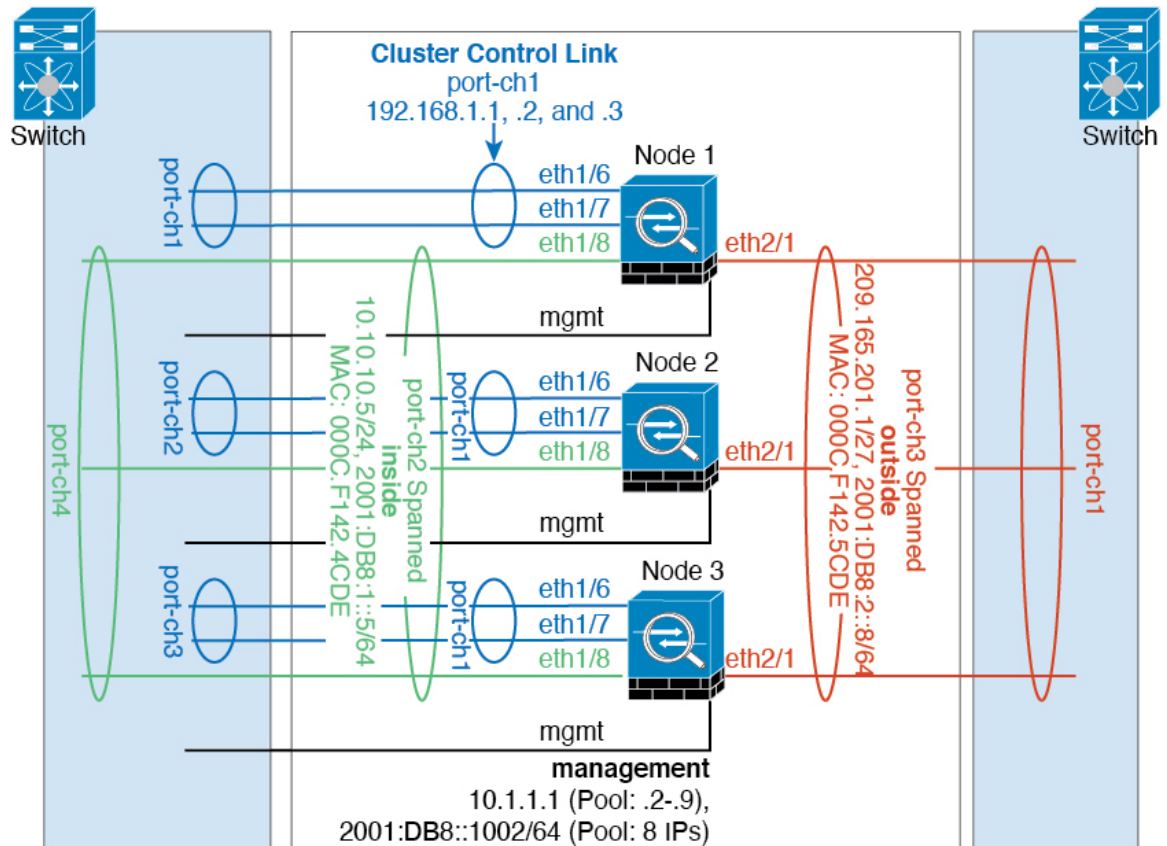 Switch
Switch
Cluster Control Link
port-ch1
192.168.1.1, .2, and .3
Node 1
port-ch1
eth1/6
eth1/7
eth1/8
eth2/1
mgmt
Node 2
port-ch2
port-ch1
eth1/6
eth1/7
eth1/8
eth2/1
mgmt
port-ch4
port-ch2 Spanned
inside
10.10.10.5/24, 2001:DB8:1::5/64
MAC: 000C.F142.4CDE
port-ch3 Spanned
outside
209.165.201.1/27, 2001:DB8:2::8/64
MAC: 000C.F142.5CDE
port-ch1
Node 3
port-ch3
port-ch1
eth1/6
eth1/7
eth1/8
eth2/1
mgmt
management
10.1.1.1 (Pool: .2-.9),
2001:DB8::1002/64 (Pool: 8 IPs)